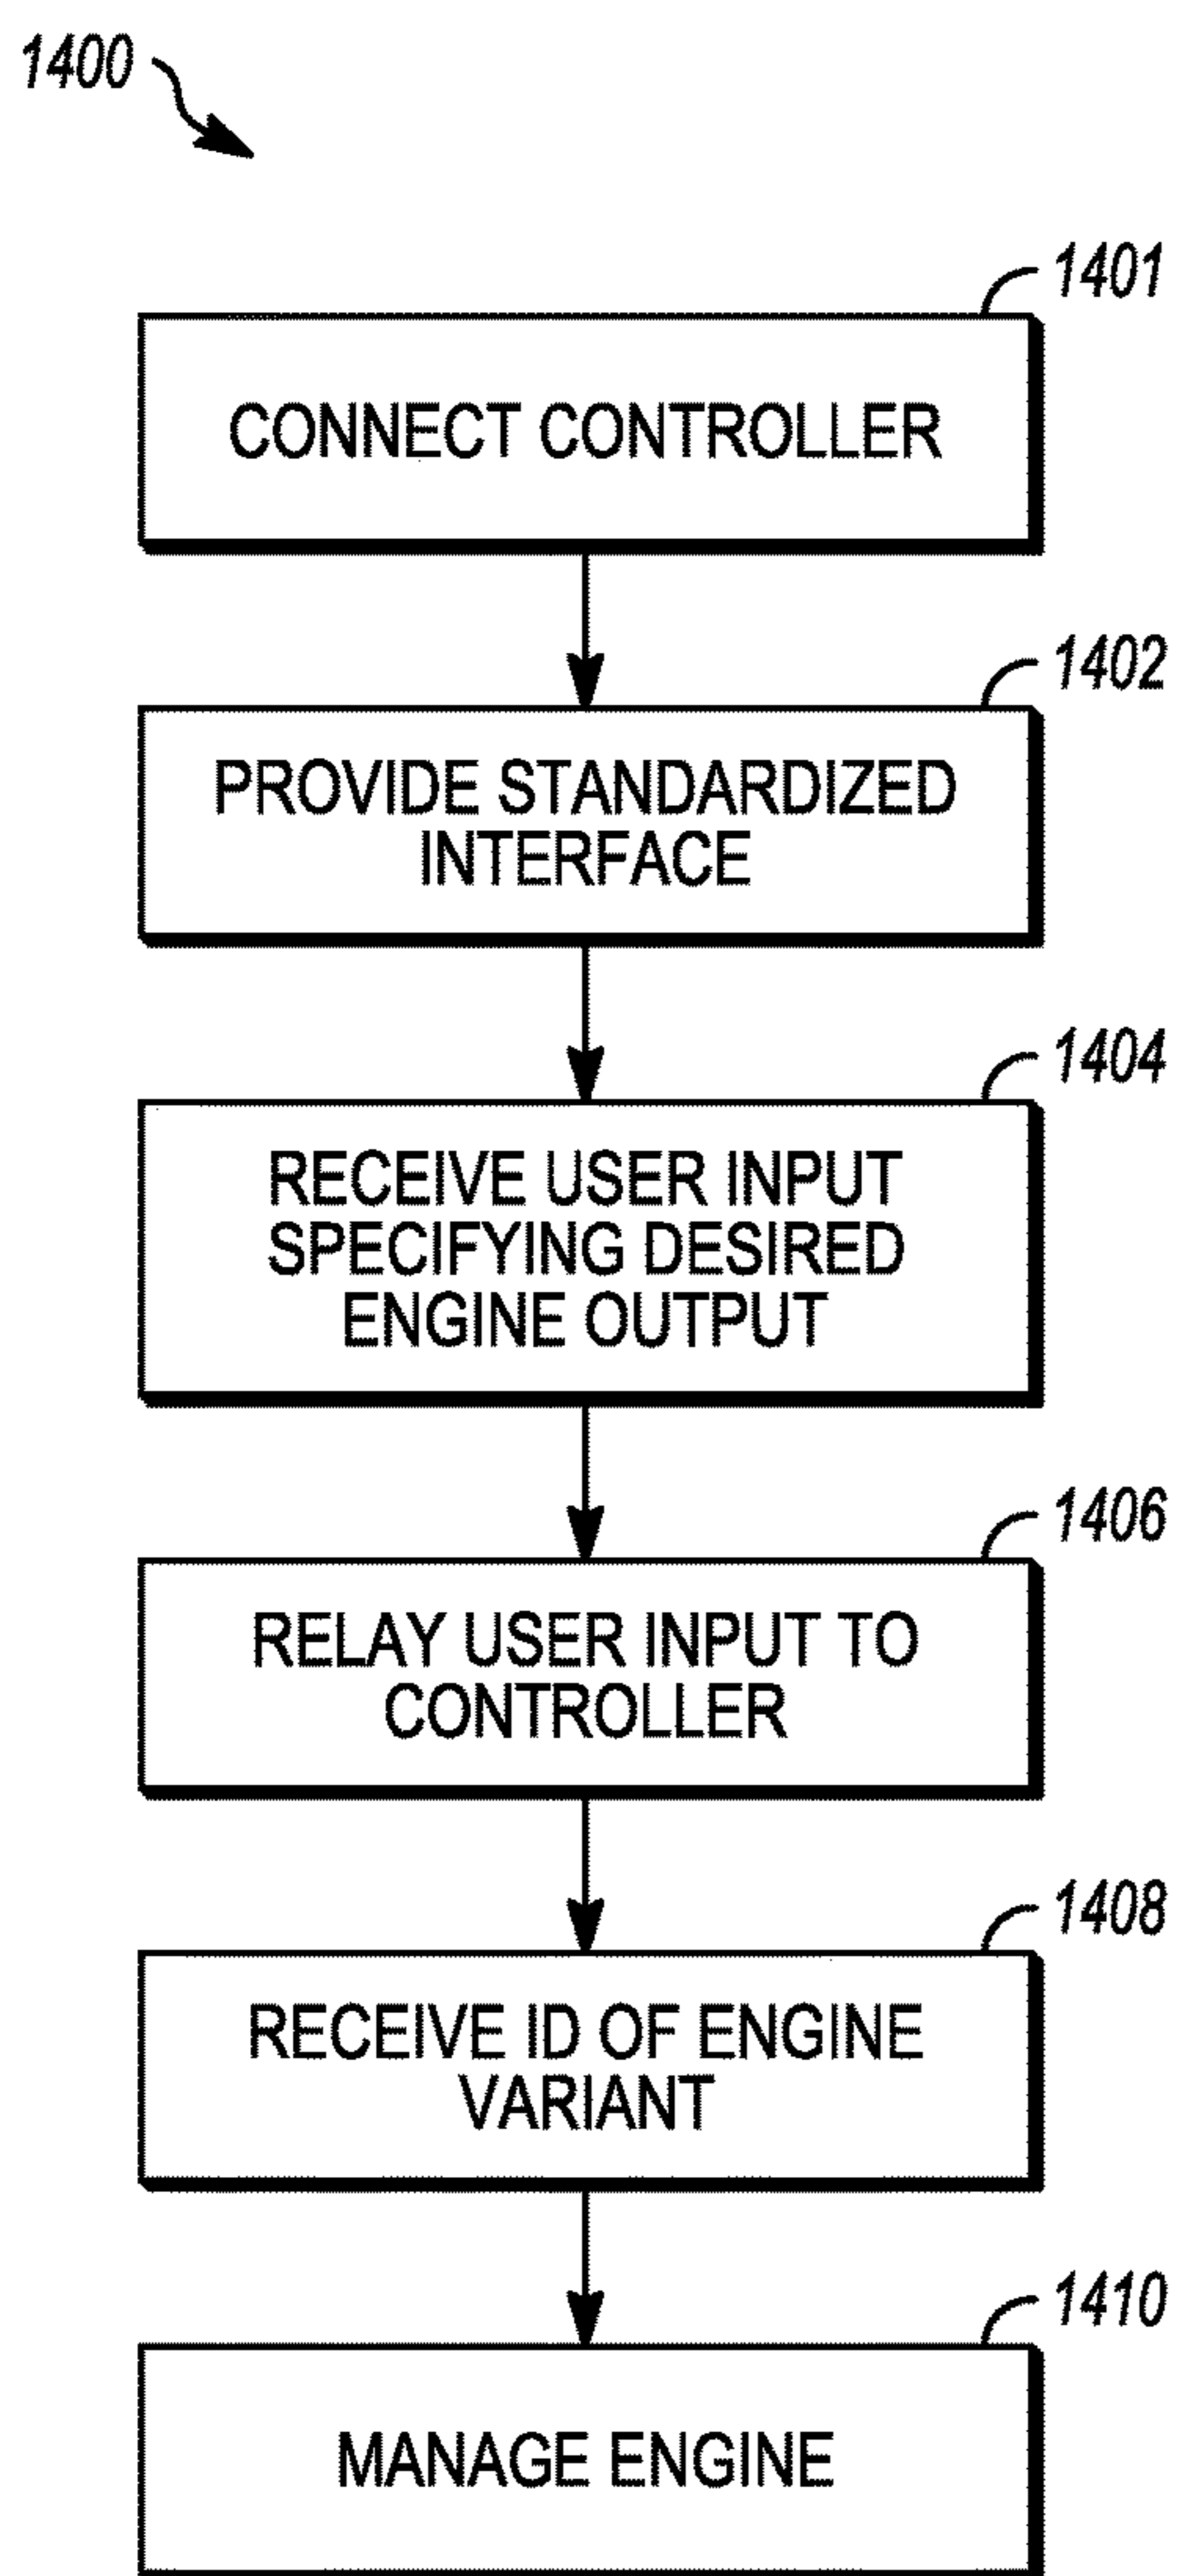 1400
1401
CONNECT CONTROLLER
1402
PROVIDE STANDARDIZED
INTERFACE
1404
RECEIVE USER INPUT
SPECIFYING DESIRED
ENGINE OUTPUT
1406
RELAY USER INPUT TO
CONTROLLER
1408
RECEIVE ID OF ENGINE
VARIANT
1410
MANAGE ENGINE